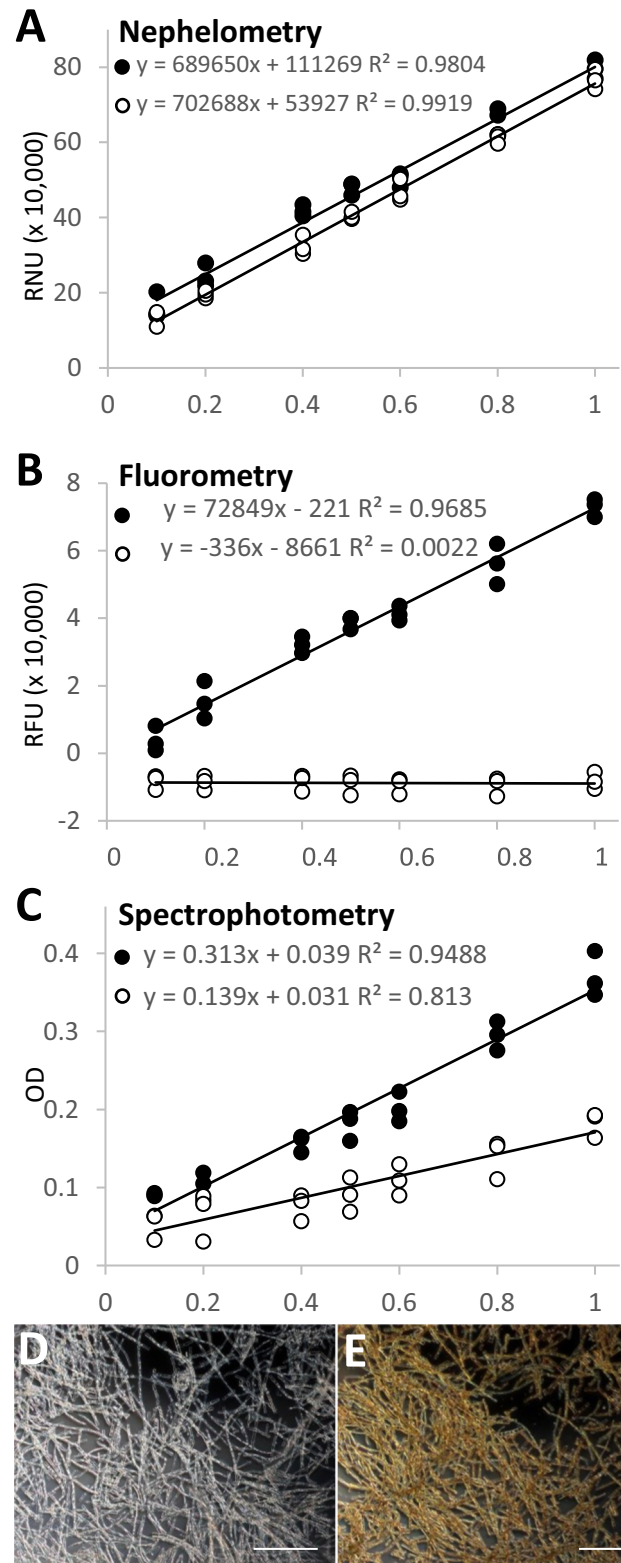 A
Nephelometry
y = 689650x + 111269 R² = 0.9804
y = 702688x + 53927 R² = 0.9919
RNU (x 10,000)
80
60
40
20
0
0 0.2 0.4 0.6 0.8 1
B
Fluorometry
y = 72849x - 221 R² = 0.9685
y = -336x - 8661 R² = 0.0022
RFU (x 10,000)
8
6
4
2
0
-2
0 0.2 0.4 0.6 0.8 1
C
Spectrophotometry
y = 0.313x + 0.039 R² = 0.9488
y = 0.139x + 0.031 R² = 0.813
OD
0.4
0.3
0.2
0.1
0
0 0.2 0.4 0.6 0.8 1
D E